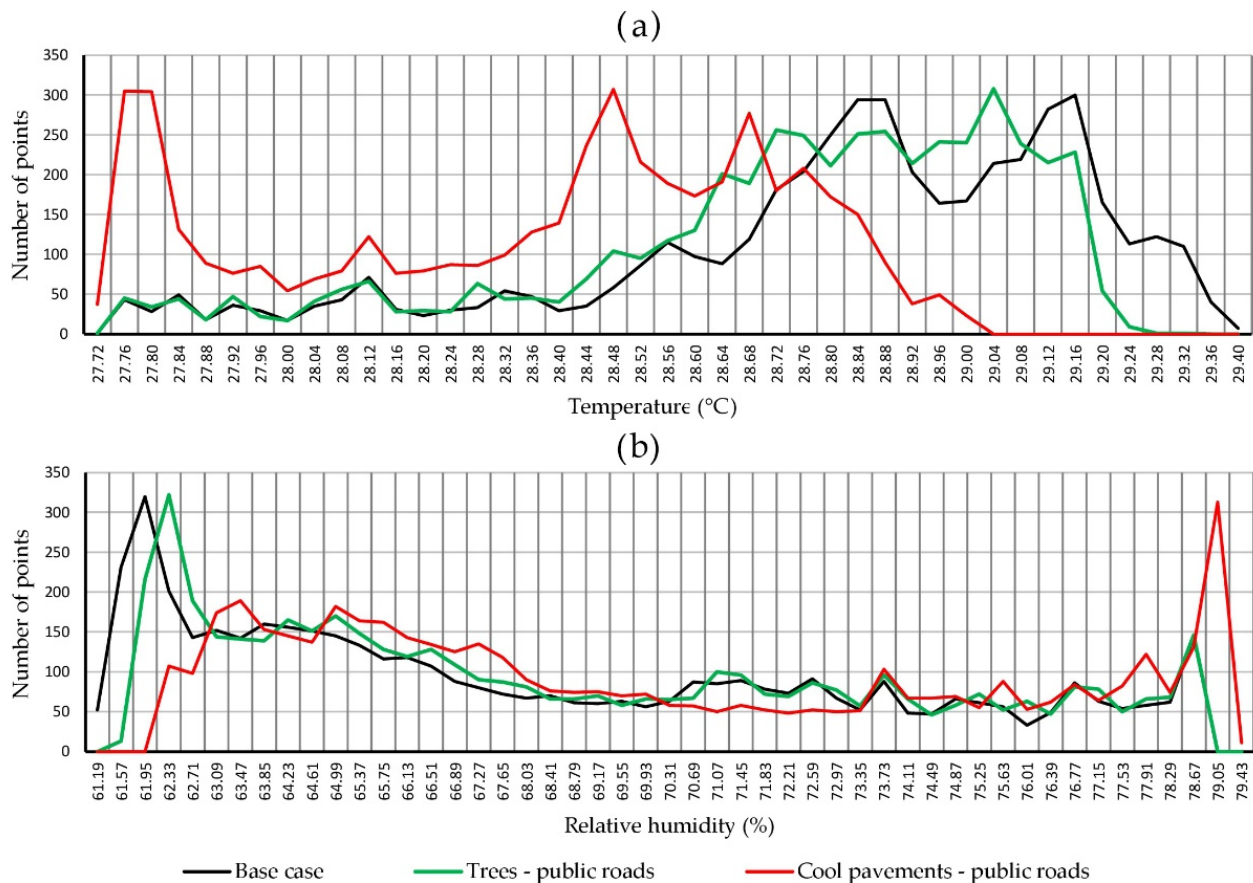 (a)
350
300
250
200
150
100
50
0
Number of points
27.72 27.76 27.80 27.84 27.88 27.92 27.96 28.00 28.04 28.08 28.12 28.16 28.20 28.24 28.28 28.32 28.36 28.40 28.44 28.48 28.52 28.56 28.60 28.64 28.68 28.72 28.76 28.80 28.84 28.88 28.92 28.96 29.00 29.04 29.08 29.12 29.16 29.20 29.24 29.28 29.32 29.36 29.40
Temperature (°C)
(b)
350
300
250
200
150
100
50
0
Number of points
61.19 61.57 61.95 62.33 62.71 63.09 63.47 63.85 64.23 64.61 64.99 65.37 65.75 66.13 66.51 66.89 67.27 67.65 68.03 68.41 68.79 69.17 69.55 69.93 70.31 70.69 71.07 71.45 71.83 72.21 72.59 72.97 73.35 73.73 74.11 74.49 74.87 75.25 75.63 76.01 76.39 76.77 77.15 77.53 77.91 78.29 78.67 79.05 79.43
Relative humidity (%)
Base case Trees - public roads Cool pavements - public roads